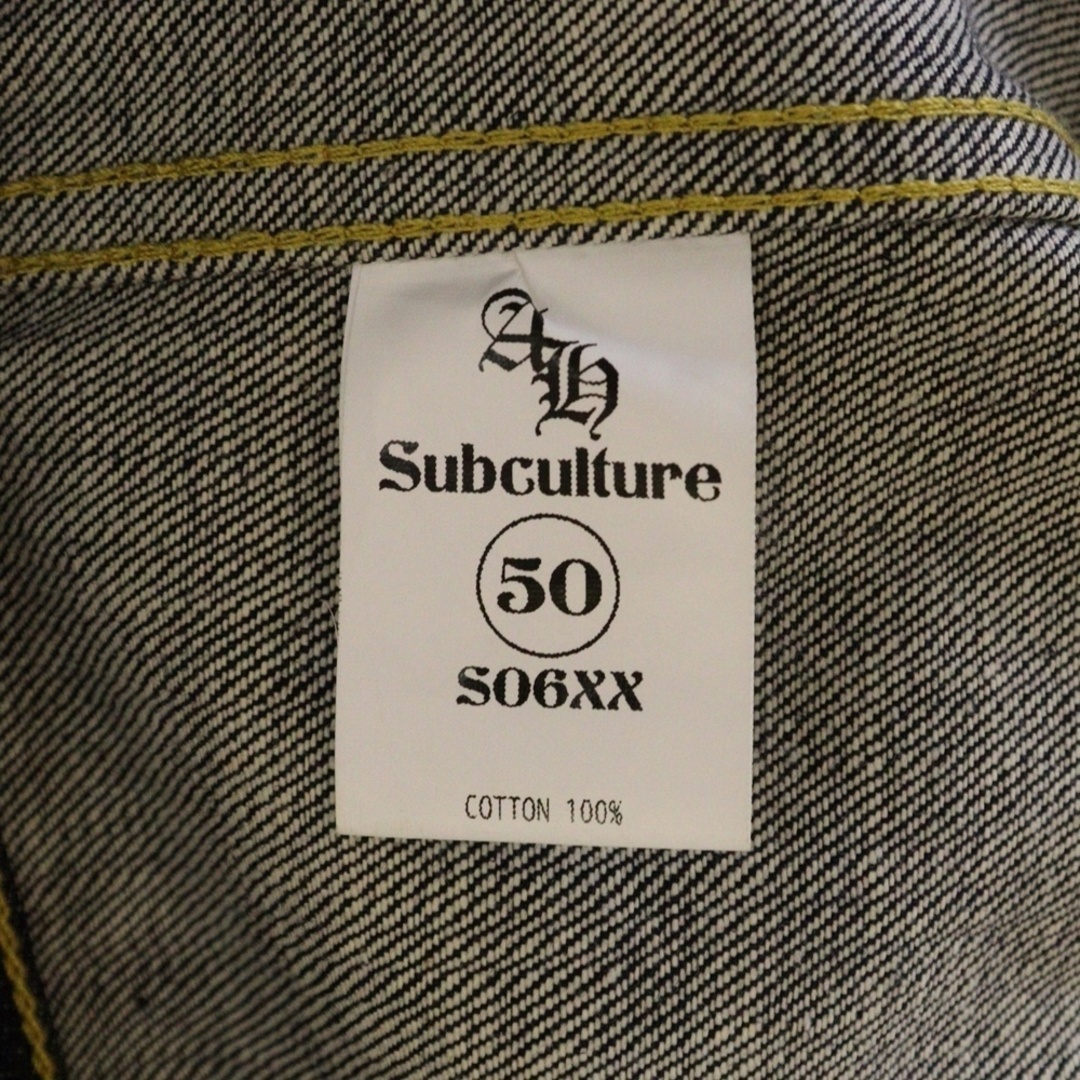 AH
Subculture
50
S06XX
COTTON 100%